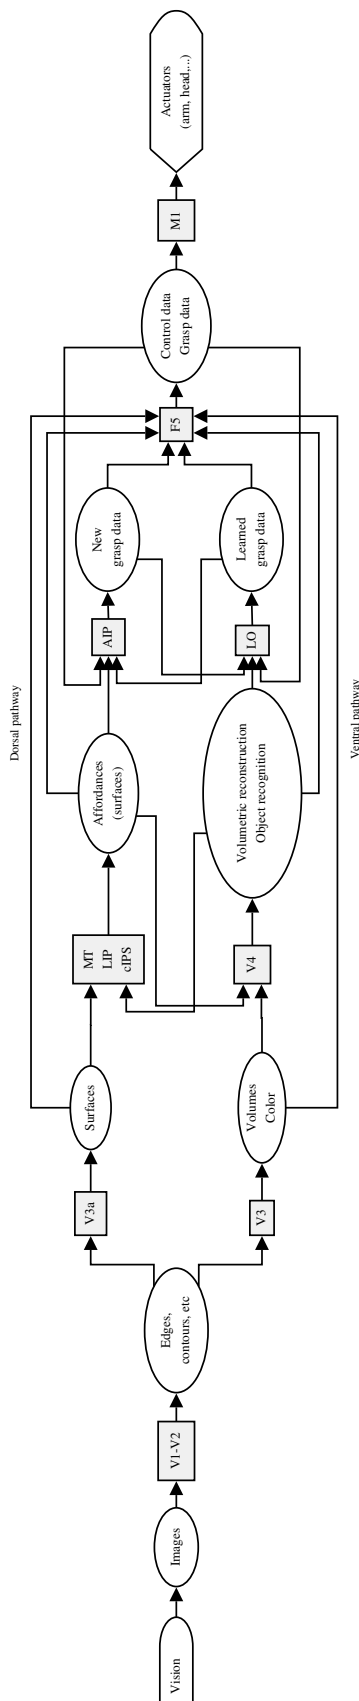 Vision
Images
V1-V2
Edges,
contours, etc
V3a
V3
Surfaces
Volumes
Color
MT
LIP
cIPS
V4
Affordances
(surfaces)
Volumetric reconstruction
Object recognition
Dorsal pathway
Ventral pathway
AIP
LO
New
grasp data
Learned
grasp data
F5
Control data
Grasp data
M1
Actuators
(arm, head,...)